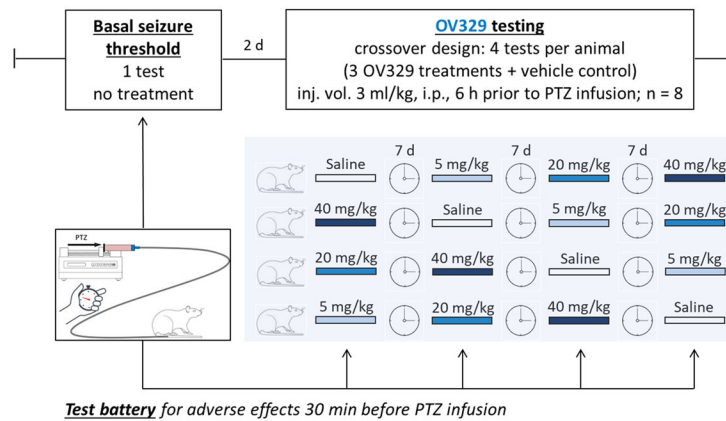 Basal seizure
threshold
1 test
no treatment
2 d
OV329 testing
crossover design: 4 tests per animal
(3 OV329 treatments + vehicle control)
inj. vol. 3 ml/kg, i.p., 6 h prior to PTZ infusion; n = 8
7 d 7 d 7 d
Saline 5 mg/kg 20 mg/kg 40 mg/kg
40 mg/kg Saline 5 mg/kg 20 mg/kg
20 mg/kg 40 mg/kg Saline 5 mg/kg
5 mg/kg 20 mg/kg 40 mg/kg Saline
PTZ
Test battery for adverse effects 30 min before PTZ infusion